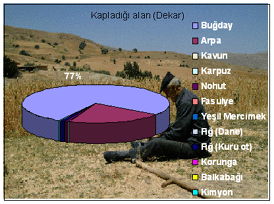 Kapladığı alan (Dekar)
77%
Buğday
Arpa
Kavun
Karpuz
Nohut
Fasulye
Yeşil Mercimek
Fiğ (Dane)
Fiğ (Kuru ot)
Korunga
Balkabağı
Kimyon